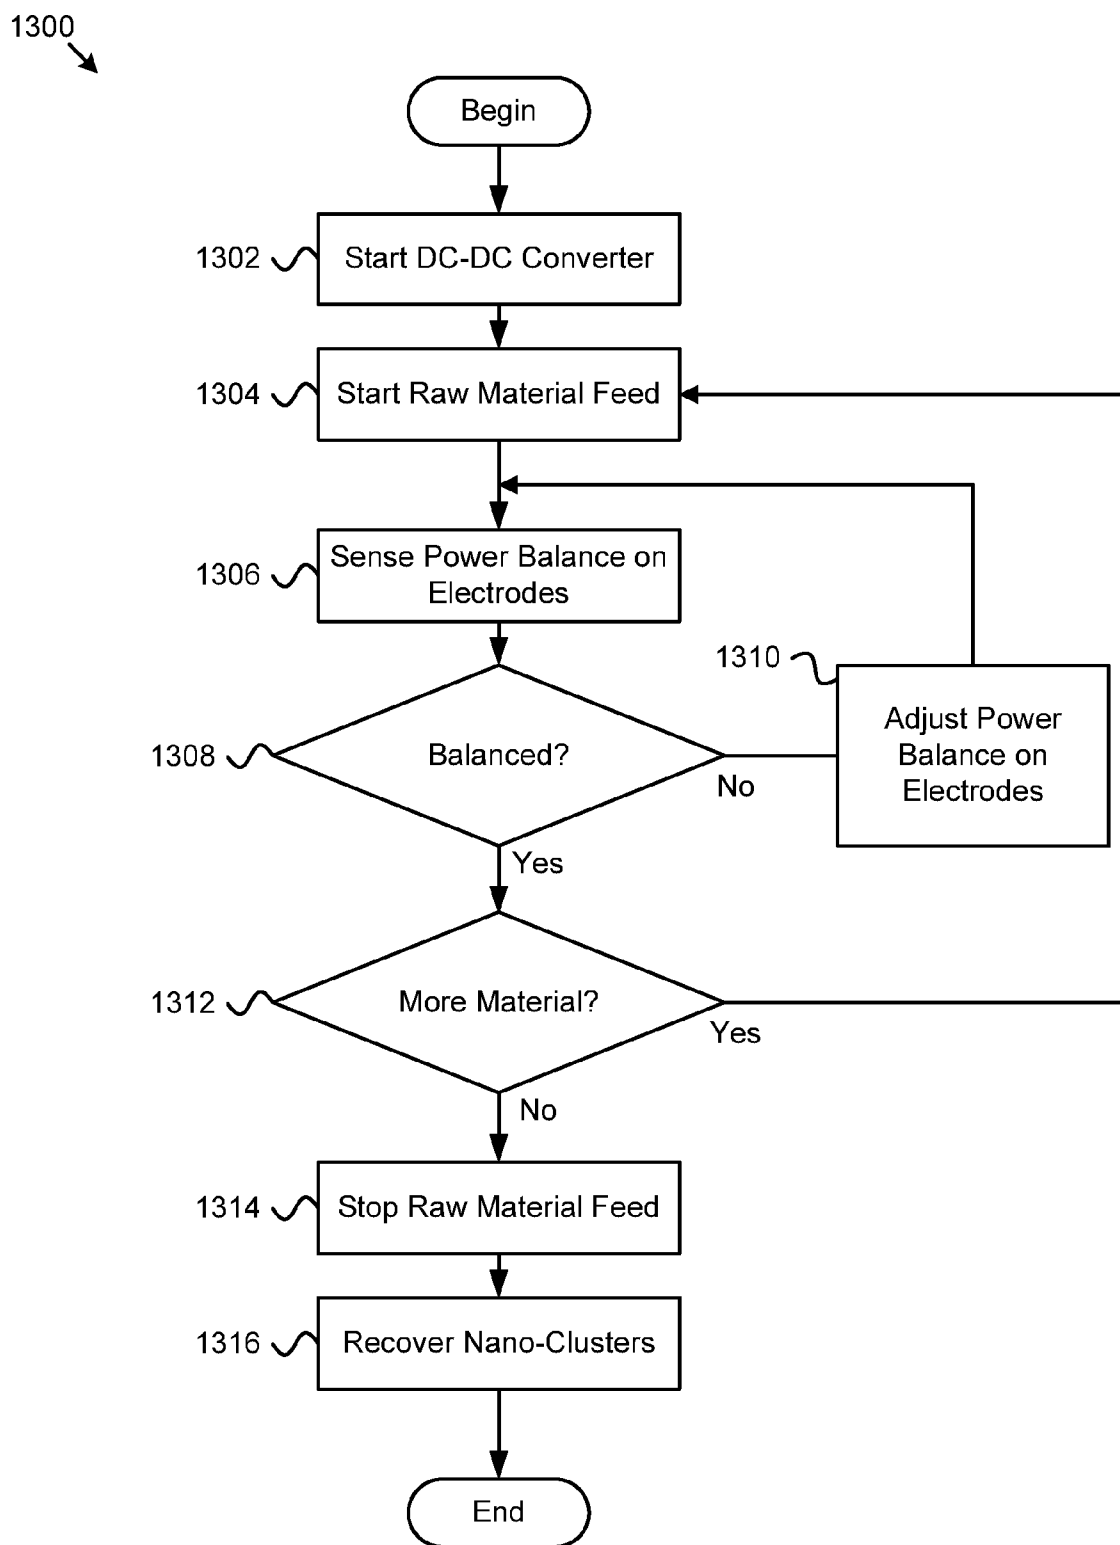 1300
Begin
1302
Start DC-DC Converter
1304
Start Raw Material Feed
1306
Sense Power Balance on
Electrodes
1310
Adjust Power
Balance on
Electrodes
1308
Balanced?
No
Yes
1312
More Material?
Yes
No
1314
Stop Raw Material Feed
1316
Recover Nano-Clusters
End